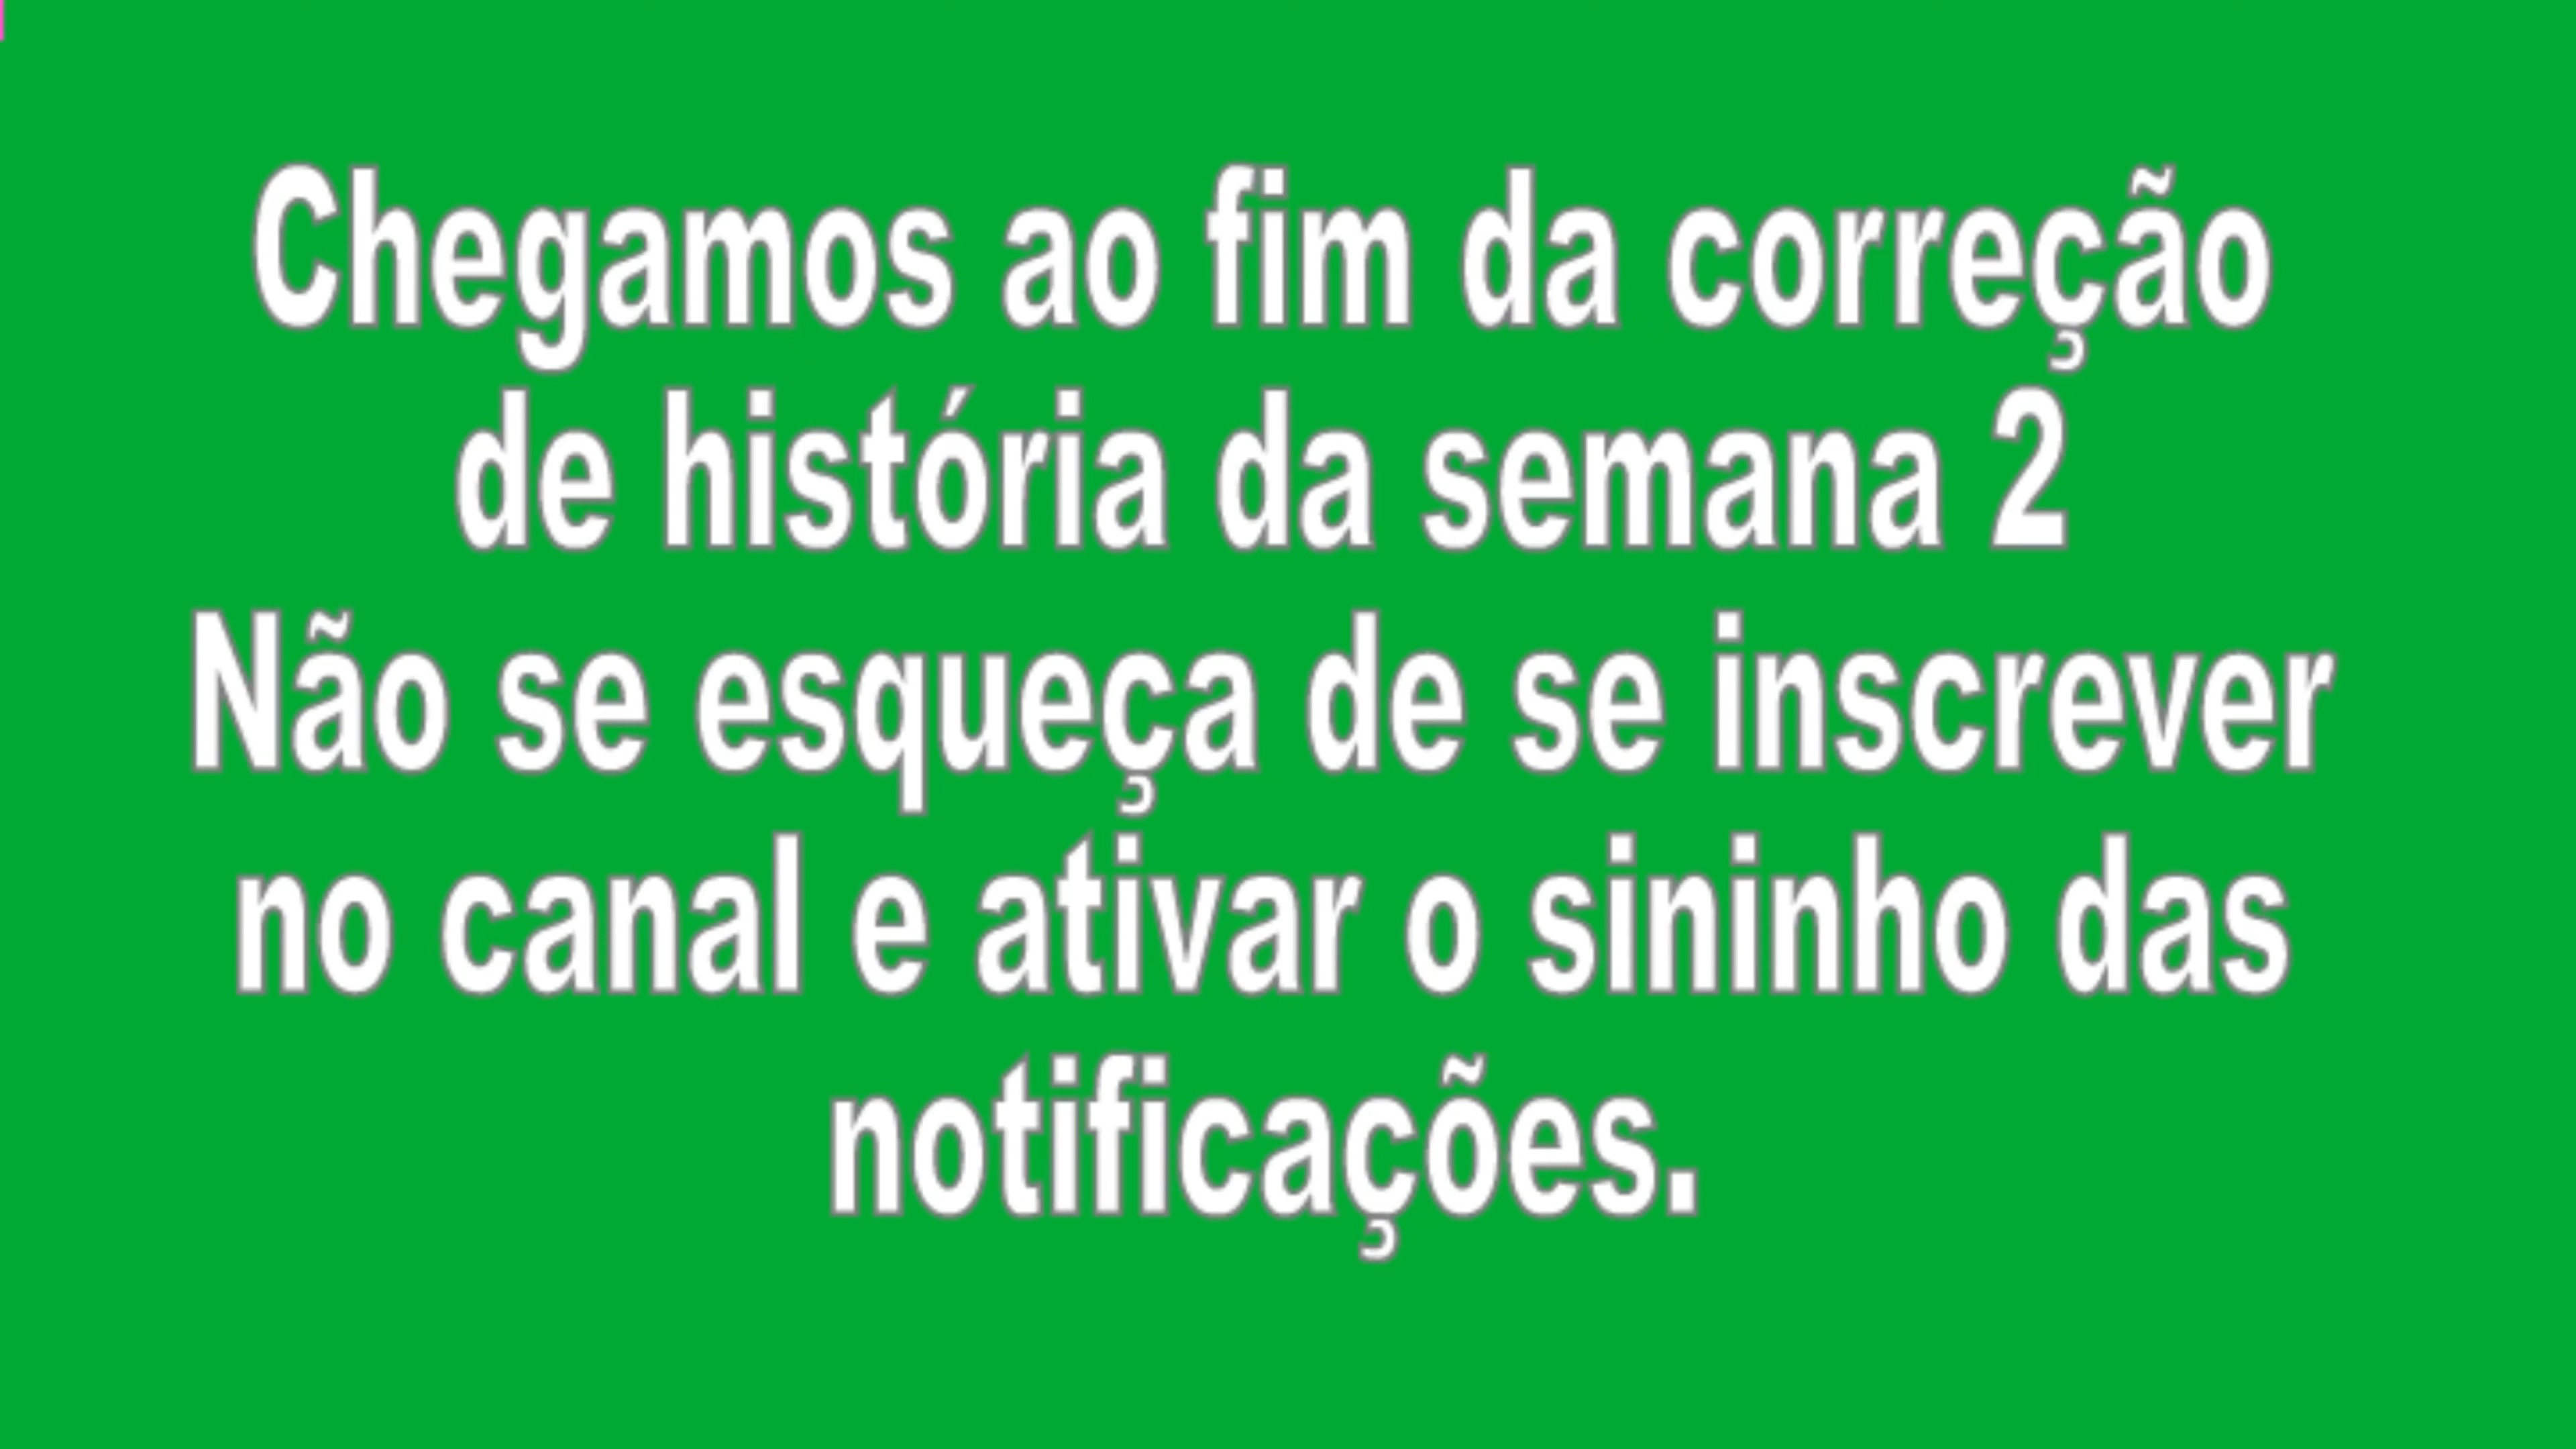 Chegamos ao fim da correção
de história da semana 2
Não se esqueça de se inscrever
no canal e ativar o sininho das
notificações.